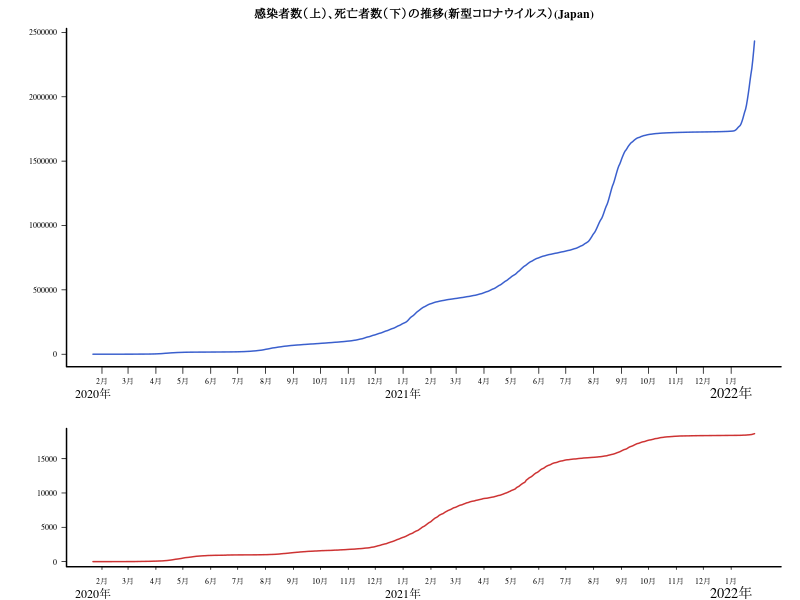 感染者数(上)、死亡者数(下)の推移(新型コロナウイルス)(Japan)
2500000
2000000
1500000
1000000
500000
0
2月 3月 4月 5月 6月 7月 8月 9月 10月 11月 12月 1月 2月 3月 4月 5月 6月 7月 8月 9月 10月 11月 12月 1月
2020年 2021年 2022年
15000
10000
5000
0
2月 3月 4月 5月 6月 7月 8月 9月 10月 11月 12月 1月 2月 3月 4月 5月 6月 7月 8月 9月 10月 11月 12月 1月
2020年 2021年 2022年